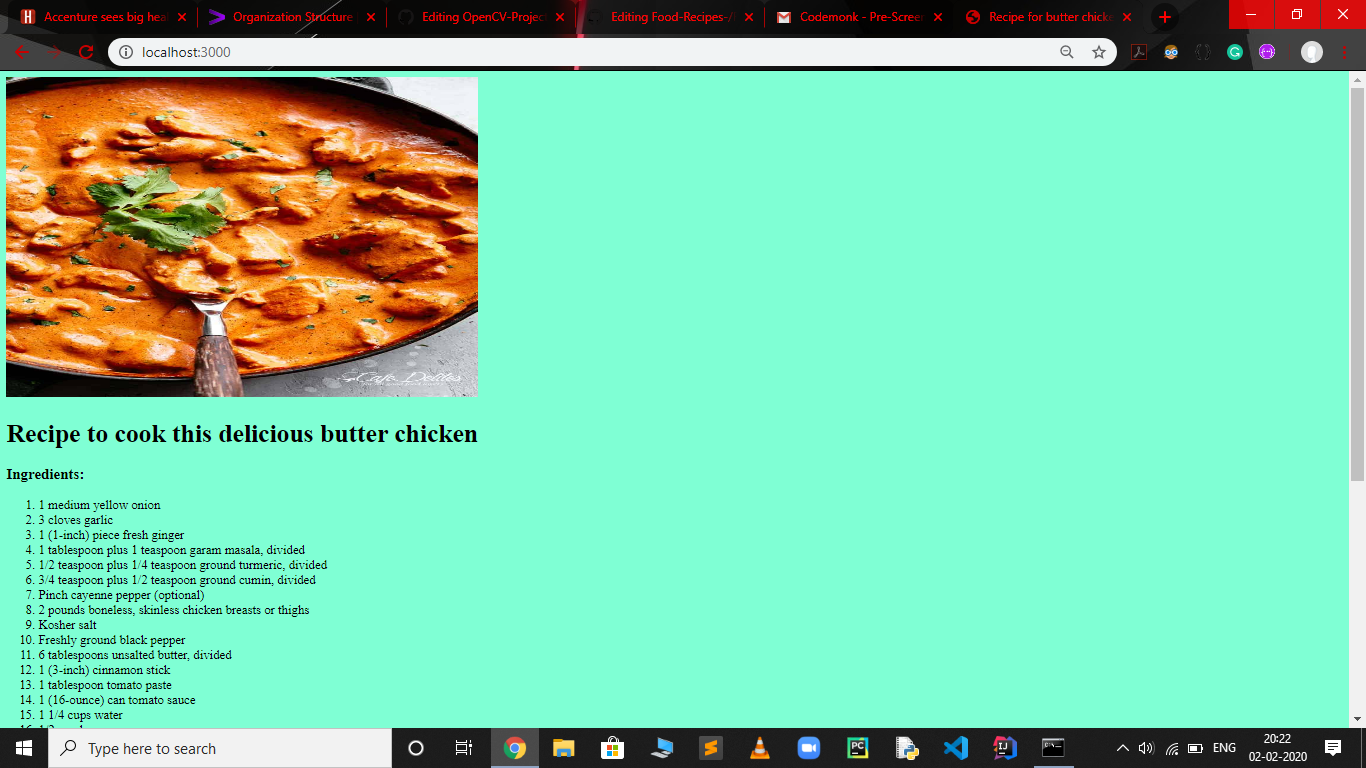 Accenture sees big hea
Organization Structure
Editing OpenCV-Project
Editing Food-Recipes-/
Codemonk - Pre-Screen
Recipe for butter chicke
localhost:3000
Cafe Delites
Recipe to cook this delicious butter chicken
Ingredients:
1. 1 medium yellow onion
2. 3 cloves garlic
3. 1 (1-inch) piece fresh ginger
4. 1 tablespoon plus 1 teaspoon garam masala, divided
5. 1/2 teaspoon plus 1/4 teaspoon ground turmeric, divided
6. 3/4 teaspoon plus 1/2 teaspoon ground cumin, divided
7. Pinch cayenne pepper (optional)
8. 2 pounds boneless, skinless chicken breasts or thighs
9. Kosher salt
10. Freshly ground black pepper
11. 6 tablespoons unsalted butter, divided
12. 1 (3-inch) cinnamon stick
13. 1 tablespoon tomato paste
14. 1 (16-ounce) can tomato sauce
15. 1 1/4 cups water
Type here to search
ENG
20:22
02-02-2020